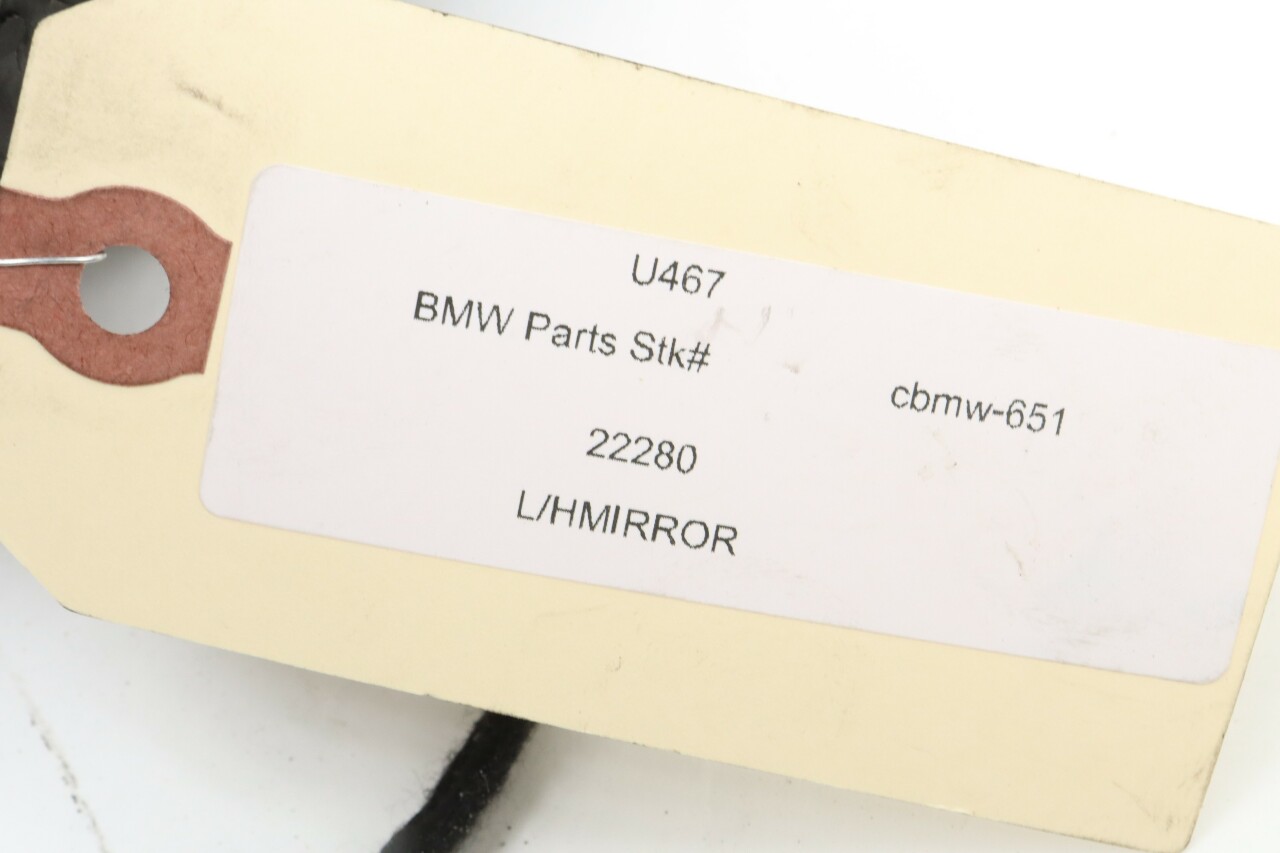 U467
BMW Parts Stk#
cbmw-651
22280
L/HMIRROR